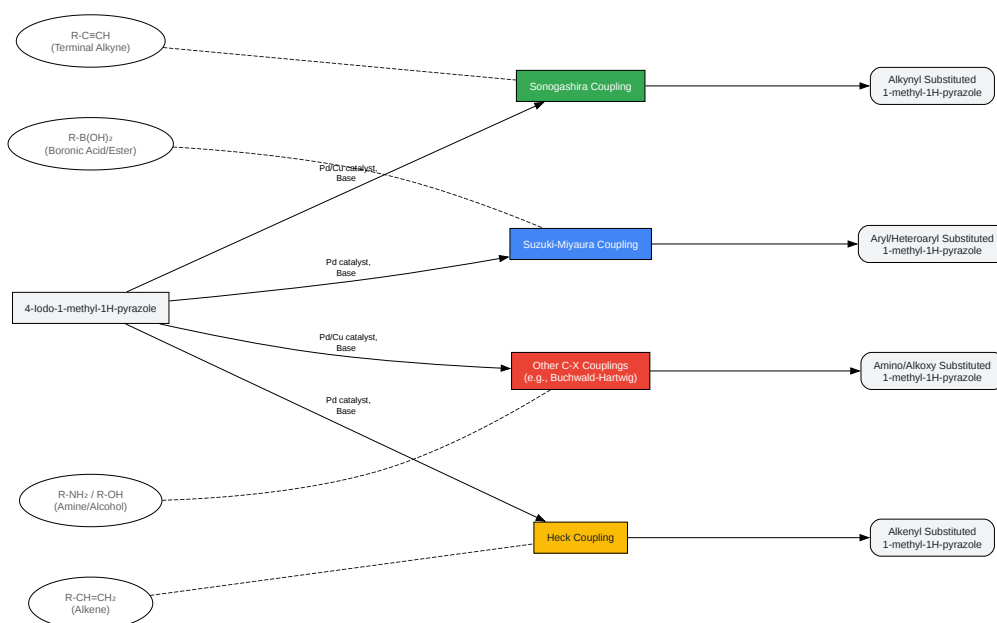 R-C≡CH
(Terminal Alkyne)
Sonogashira Coupling
Alkynyl Substituted
1-methyl-1H-pyrazole
R-B(OH)₂
(Boronic Acid/Ester)
Pd/Cu catalyst,
Base
Suzuki-Miyaura Coupling
Aryl/Heteroaryl Substituted
1-methyl-1H-pyrazole
Pd catalyst,
Base
4-Iodo-1-methyl-1H-pyrazole
Pd/Cu catalyst,
Base
Other C-X Couplings
(e.g., Buchwald-Hartwig)
Amino/Alkoxy Substituted
1-methyl-1H-pyrazole
Pd catalyst,
Base
R-NH₂ / R-OH
(Amine/Alcohol)
Heck Coupling
Alkenyl Substituted
1-methyl-1H-pyrazole
R-CH=CH₂
(Alkene)